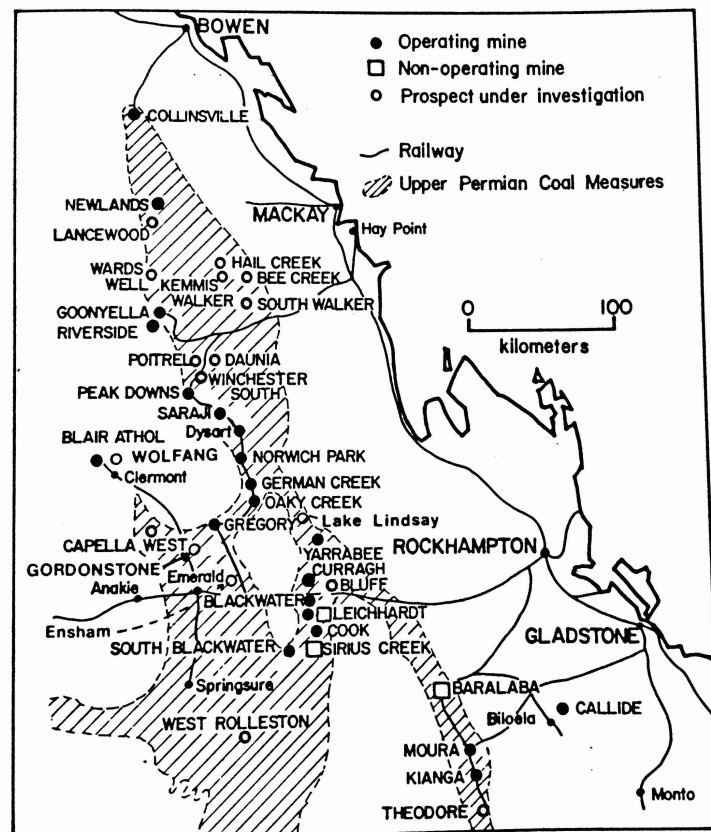 BOWEN
Operating mine
Non-operating mine
Prospect under investigation
COLLINSVILLE
Railway
Upper Permian Coal Measures
NEWLANDS
MACKAY
LANCEWOOD
Hay Point
HAIL CREEK
WARDS
WELL
KEMMIS
BEE CREEK
WALKER
SOUTH WALKER
GOONYELLA
RIVERSIDE
0
100
kilometers
POITREL
DAUNIA
WINCHESTER
SOUTH
PEAK DOWNS
SARAJI
Dysart
BLAIR ATHOL
WOLFANG
NORWICH PARK
Clermont
GERMAN CREEK
OAKY CREEK
GREGORY
Lake Lindsay
CAPELLA WEST
YARRABEE
ROCKHAMPTON
GORDONSTONE
CURRAGH
Emerald
BLUFF
Anakie
BLACKWATER
Ensham
LEICHHARDT
COOK
GLADSTONE
SOUTH BLACKWATER
SIRIUS CREEK
Springsure
BARALABA
CALLIDE
Biloela
WEST ROLLESTON
MOURA
KIANGA
Monto
THEODORE